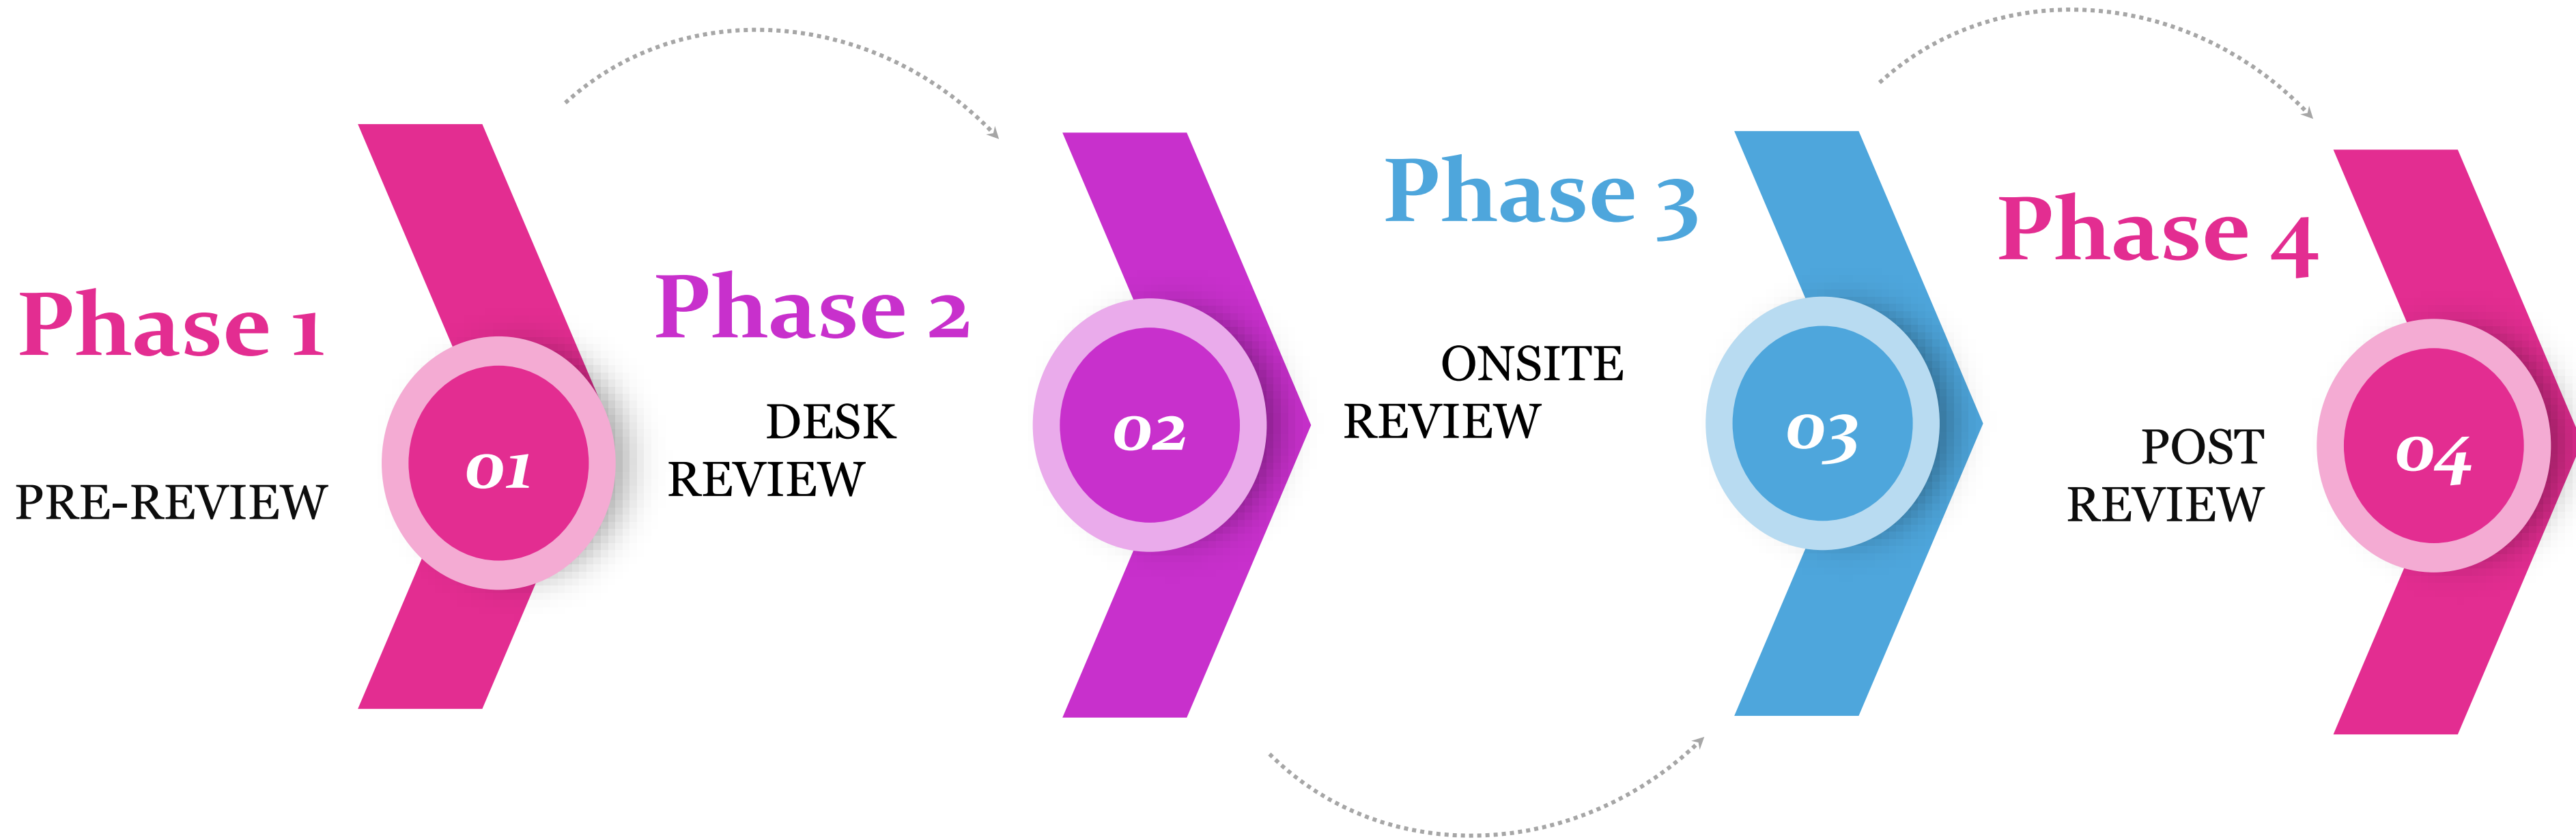 Phase 1
PRE-REVIEW
01
Phase 2
DESK
REVIEW
02
Phase 3
ONSITE
REVIEW
03
Phase 4
POST
REVIEW
04